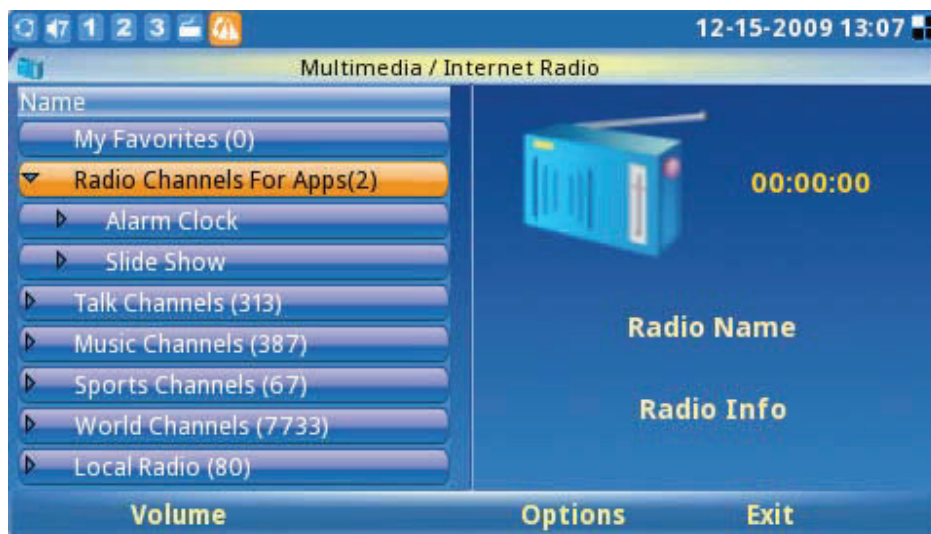 7 1 2 3 12-15-2009 13:07
Multimedia / Internet Radio
Name
My Favorites (0)
Radio Channels For Apps(2)
Alarm Clock
Slide Show
Talk Channels (313)
Music Channels (387)
Sports Channels (67)
World Channels (7733)
Local Radio (80)
00:00:00
Radio Name
Radio Info
Volume Options Exit